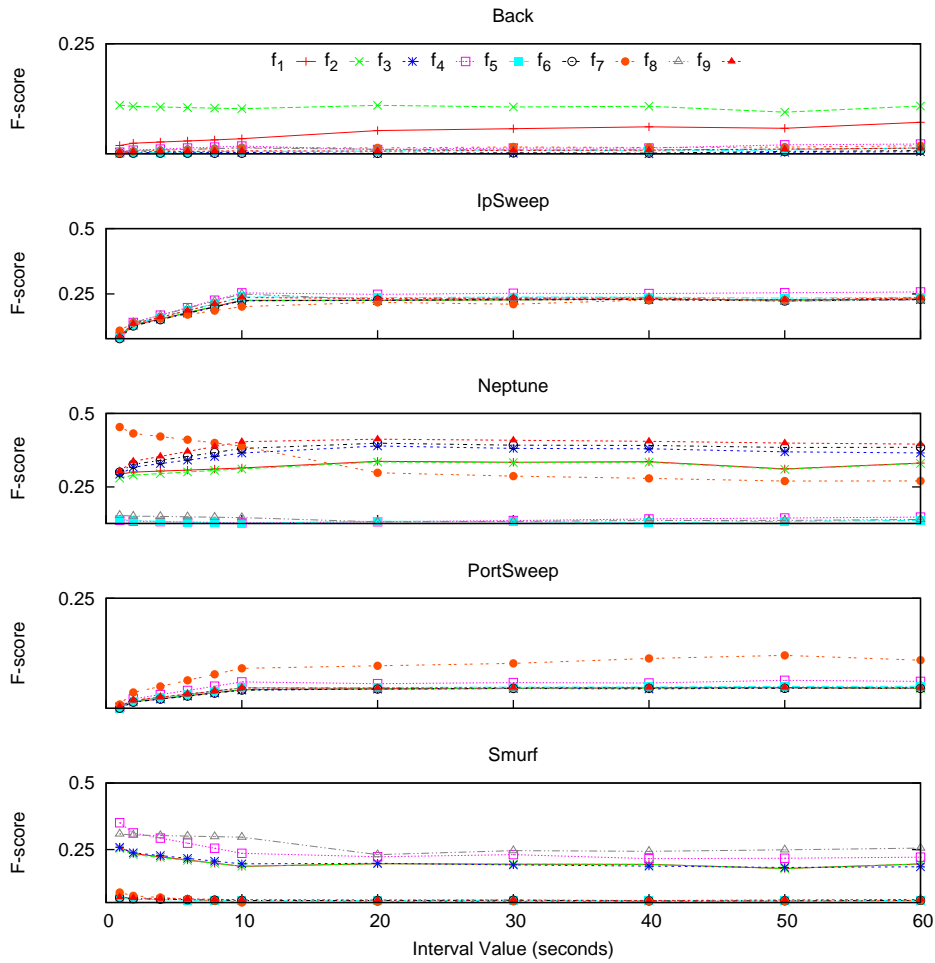 Back
0.25
f1 f2 f3 f4 f5 f6 f7 f8 f9
F-score
IpSweep
0.5
0.25
F-score
Neptune
0.5
0.25
F-score
PortSweep
0.25
F-score
Smurf
0.5
0.25
F-score
0 10 20 30 40 50 60
Interval Value (seconds)